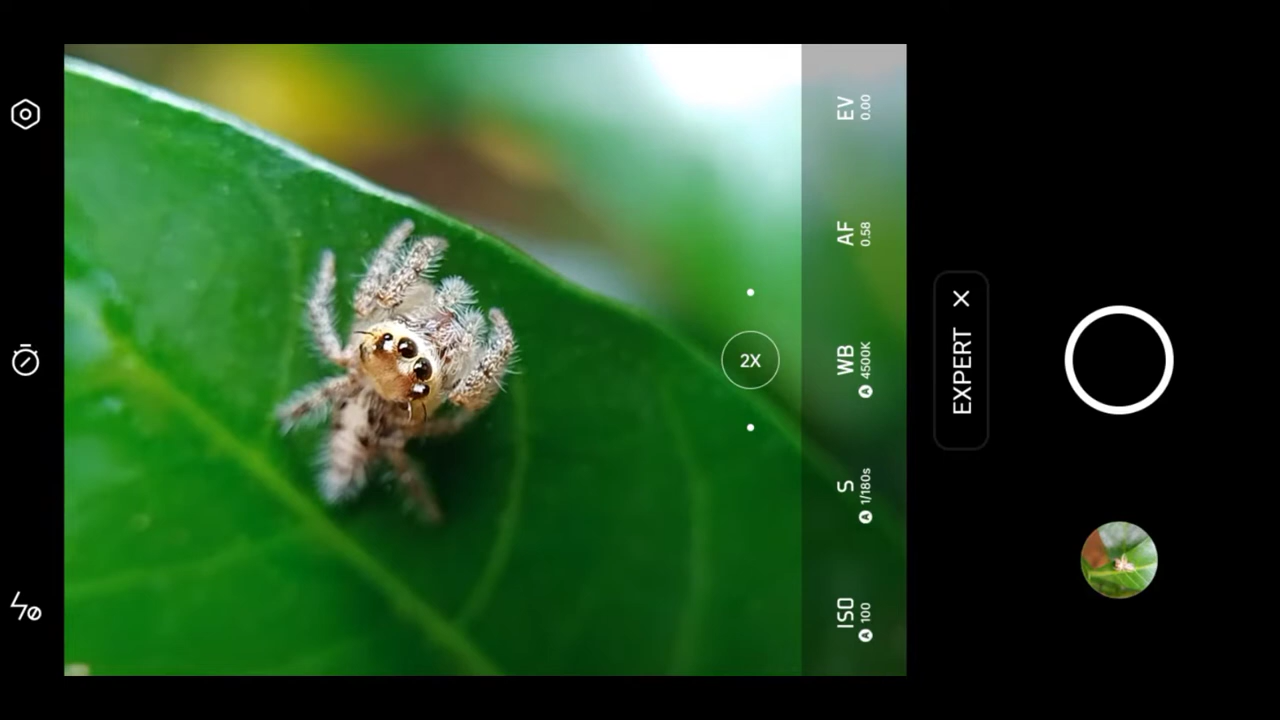 2X
EV
0.00
AF
0.58
WB
A 4500K
S
A 1/180s
ISO
A 100
EXPERT ×